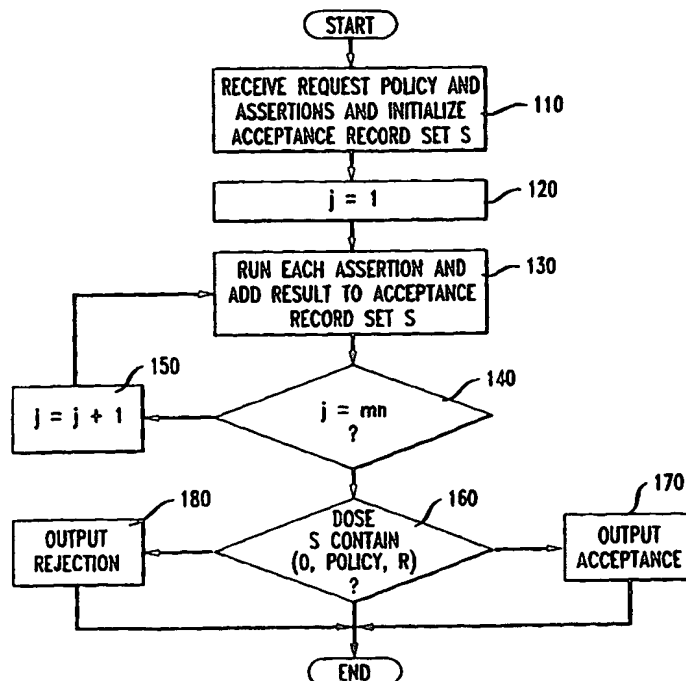 START
RECEIVE REQUEST POLICY AND
ASSERTIONS AND INITIALIZE
ACCEPTANCE RECORD SET S
110
j = 1
120
RUN EACH ASSERTION AND
ADD RESULT TO ACCEPTANCE
RECORD SET S
130
150
j = j + 1
140
j = mn
?
180
OUTPUT
REJECTION
160
DOSE
S CONTAIN
(0, POLICY, R)
?
170
OUTPUT
ACCEPTANCE
END